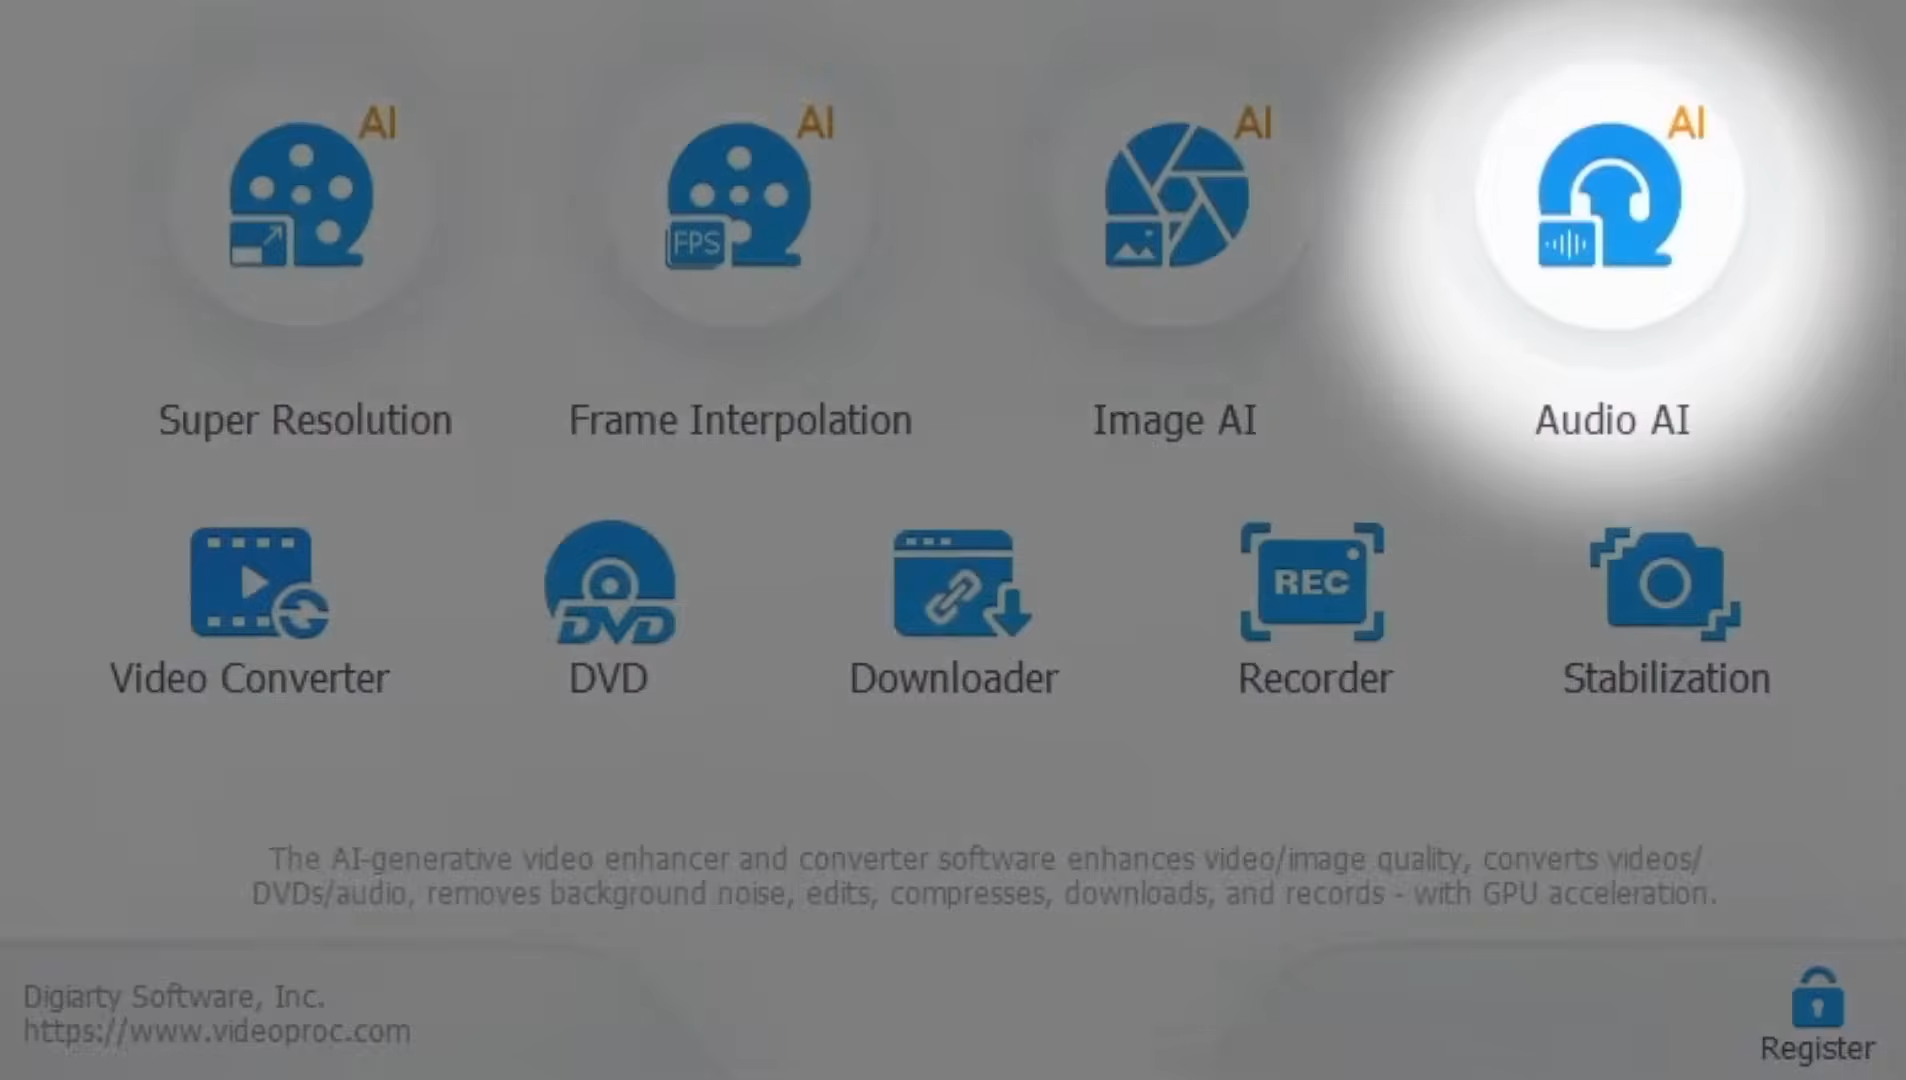 AI
AI
AI
AI
FPS
Super Resolution
Frame Interpolation
Image AI
Audio AI
DVD
REC
Video Converter
DVD
Downloader
Recorder
Stabilization
The AI-generative video enhancer and converter software enhances video/image quality, converts videos/
DVDs/audio, removes background noise, edits, compresses, downloads, and records - with GPU acceleration.
Digiarty Software, Inc.
https://www.videoproc.com
Register